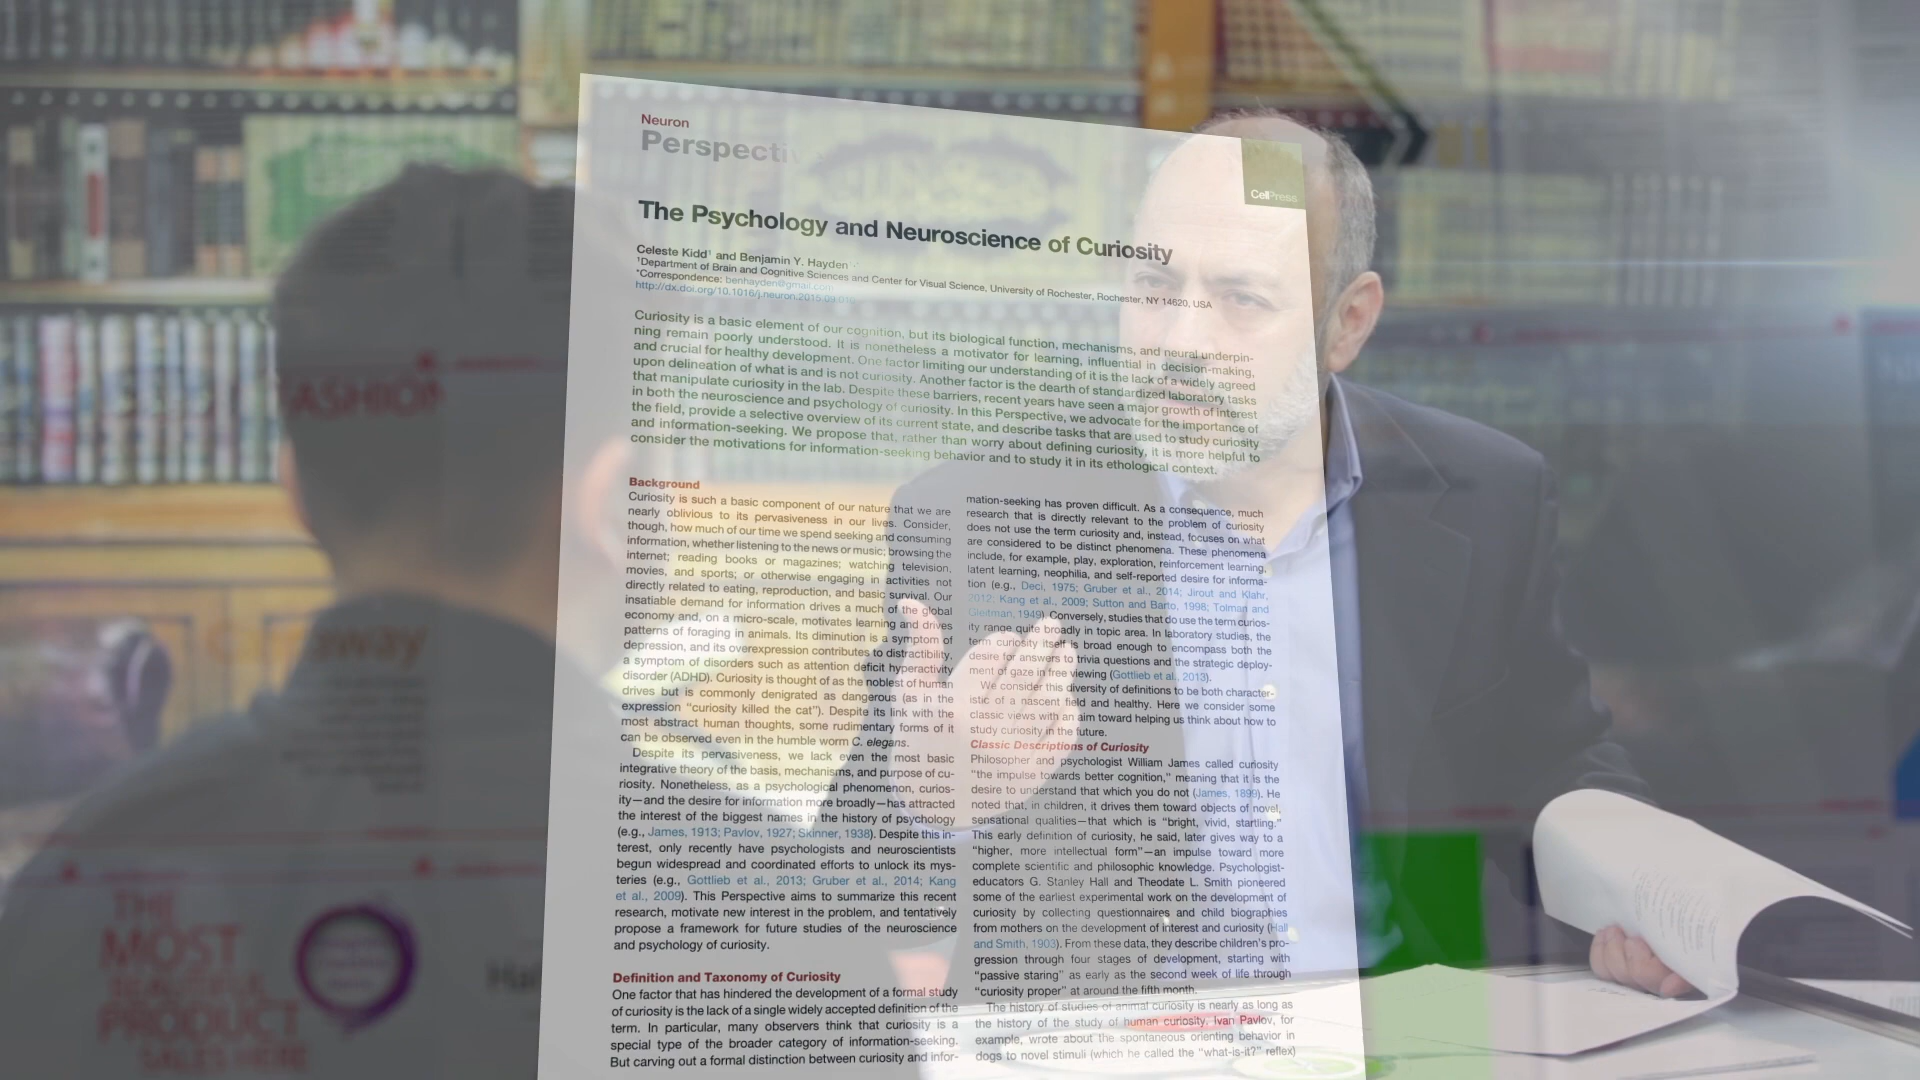 Neuron
Perspectiv
CellPress
The Psychology and Neuroscience of Curiosity
Celeste Kidd¹ and Benjamin Y. Hayden
¹Department of Brain and Cognitive Sciences and Center for Visual Science, University of Rochester, Rochester, NY 14620, USA
*Correspondence: benhayden@gmail.com
http://dx.doi.org/10.1016/j.neuron.2015.09.010
Curiosity is a basic element of our cognition, but its biological function, mechanisms, and neural underpin-
ning remain poorly understood. It is nonetheless a motivator for learning, influential in decision-making,
and crucial for healthy development. One factor limiting our understanding of it is the lack of a widely agreed
upon delineation of what is and is not curiosity. Another factor is the dearth of standardized laboratory tasks
that manipulate curiosity in the lab. Despite these barriers, recent years have seen a major growth of interest
in both the neuroscience and psychology of curiosity. In this Perspective, we advocate for the importance of
the field, provide a selective overview of its current state, and describe tasks that are used to study curiosity
and information-seeking. We propose that, rather than worry about defining curiosity, it is more helpful to
consider the motivations for information-seeking behavior and to study it in its ethological context.
Background
Curiosity is such a basic component of our nature that we are
nearly oblivious to its pervasiveness in our lives. Consider,
though, how much of our time we spend seeking and consuming
information, whether listening to the news or music; browsing the
internet; reading books or magazines; watching television,
movies, and sports; or otherwise engaging in activities not
directly related to eating, reproduction, and basic survival. Our
insatiable demand for information drives a much of the global
economy and, on a micro-scale, motivates learning and drives
patterns of foraging in animals. Its diminution is a symptom of
depression, and its overexpression contributes to distractibility,
a symptom of disorders such as attention deficit hyperactivity
disorder (ADHD). Curiosity is thought of as the noblest of human
drives but is commonly denigrated as dangerous (as in the
expression "curiosity killed the cat"). Despite its link with the
most abstract human thoughts, some rudimentary forms of it
can be observed even in the humble worm C. elegans.
Despite its pervasiveness, we lack even the most basic
integrative theory of the basis, mechanisms, and purpose of cu-
riosity. Nonetheless, as a psychological phenomenon, curios-
ity—and the desire for information more broadly—has attracted
the interest of the biggest names in the history of psychology
(e.g., James, 1913; Pavlov, 1927; Skinner, 1938). Despite this in-
terest, only recently have psychologists and neuroscientists
begun widespread and coordinated efforts to unlock its mys-
teries (e.g., Gottlieb et al., 2013; Gruber et al., 2014; Kang
et al., 2009). This Perspective aims to summarize this recent
research, motivate new interest in the problem, and tentatively
propose a framework for future studies of the neuroscience
and psychology of curiosity.
Definition and Taxonomy of Curiosity
One factor that has hindered the development of a formal study
of curiosity is the lack of a single widely accepted definition of the
term. In particular, many observers think that curiosity is a
special type of the broader category of information-seeking.
But carving out a formal distinction between curiosity and infor-
mation-seeking has proven difficult. As a consequence, much
research that is directly relevant to the problem of curiosity
does not use the term curiosity and, instead, focuses on what
are considered to be distinct phenomena. These phenomena
include, for example, play, exploration, reinforcement learning,
latent learning, neophilia, and self-reported desire for informa-
tion (e.g., Deci, 1975; Gruber et al., 2014; Jirout and Klahr,
2012; Kang et al., 2009; Sutton and Barto, 1998; Tolman and
Gleitman, 1949). Conversely, studies that do use the term curios-
ity range quite broadly in topic area. In laboratory studies, the
term curiosity itself is broad enough to encompass both the
desire for answers to trivia questions and the strategic deploy-
ment of gaze in free viewing (Gottlieb et al., 2013).
We consider this diversity of definitions to be both character-
istic of a nascent field and healthy. Here we consider some
classic views with an aim toward helping us think about how to
study curiosity in the future.
Classic Descriptions of Curiosity
Philosopher and psychologist William James called curiosity
"the impulse towards better cognition," meaning that it is the
desire to understand that which you do not (James, 1899). He
noted that, in children, it drives them toward objects of novel,
sensational qualities—that which is "bright, vivid, startling."
This early definition of curiosity, he said, later gives way to a
"higher, more intellectual form"—an impulse toward more
complete scientific and philosophic knowledge. Psychologist-
educators G. Stanley Hall and Theodate L. Smith pioneered
some of the earliest experimental work on the development of
curiosity by collecting questionnaires and child biographies
from mothers on the development of interest and curiosity (Hall
and Smith, 1903). From these data, they describe children's pro-
gression through four stages of development, starting with
"passive staring" as early as the second week of life through
"curiosity proper" at around the fifth month.
The history of studies of animal curiosity is nearly as long as
the history of the study of human curiosity. Ivan Pavlov, for
example, wrote about the spontaneous orienting behavior in
dogs to novel stimuli (which he called the "what-is-it?" reflex)
FASHION
THE
MOST
BEAUTIFUL
PRODUCT
SALES HERE